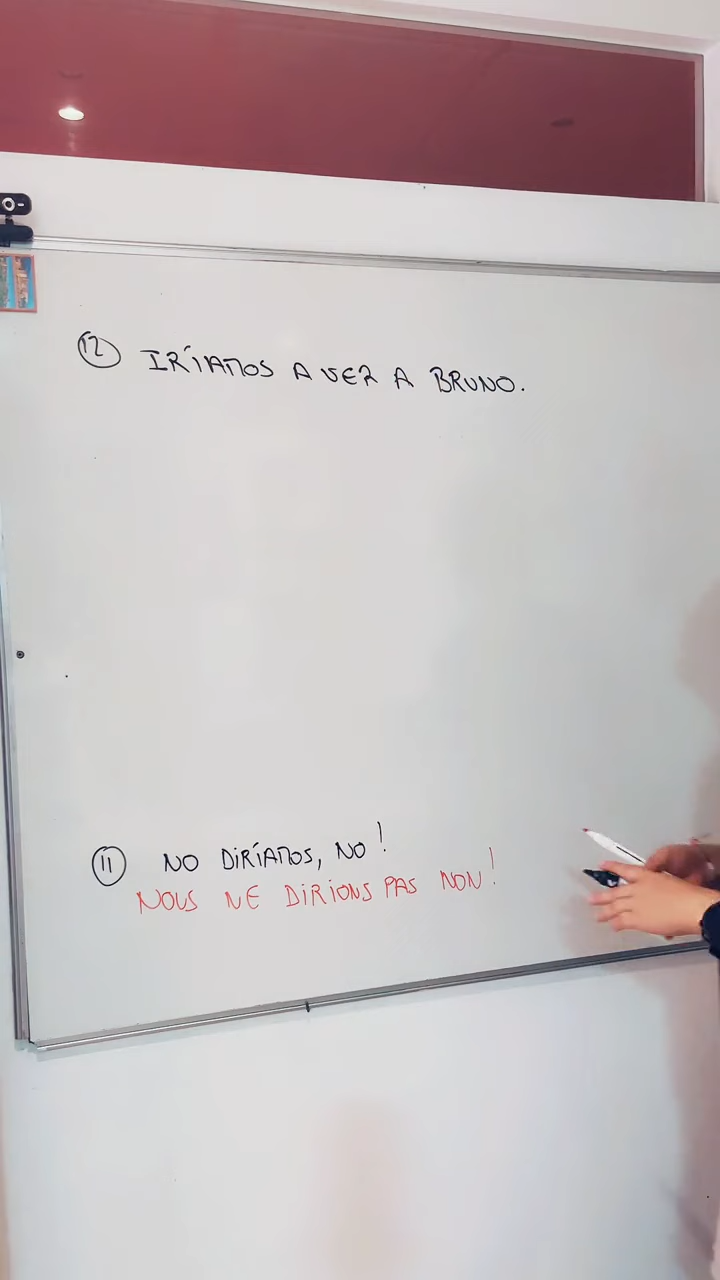 12 IRÍAMOS A VER A BRUNO.
11 NO DIRÍAMOS, NO!
NOUS NE DIRIONS PAS NON!